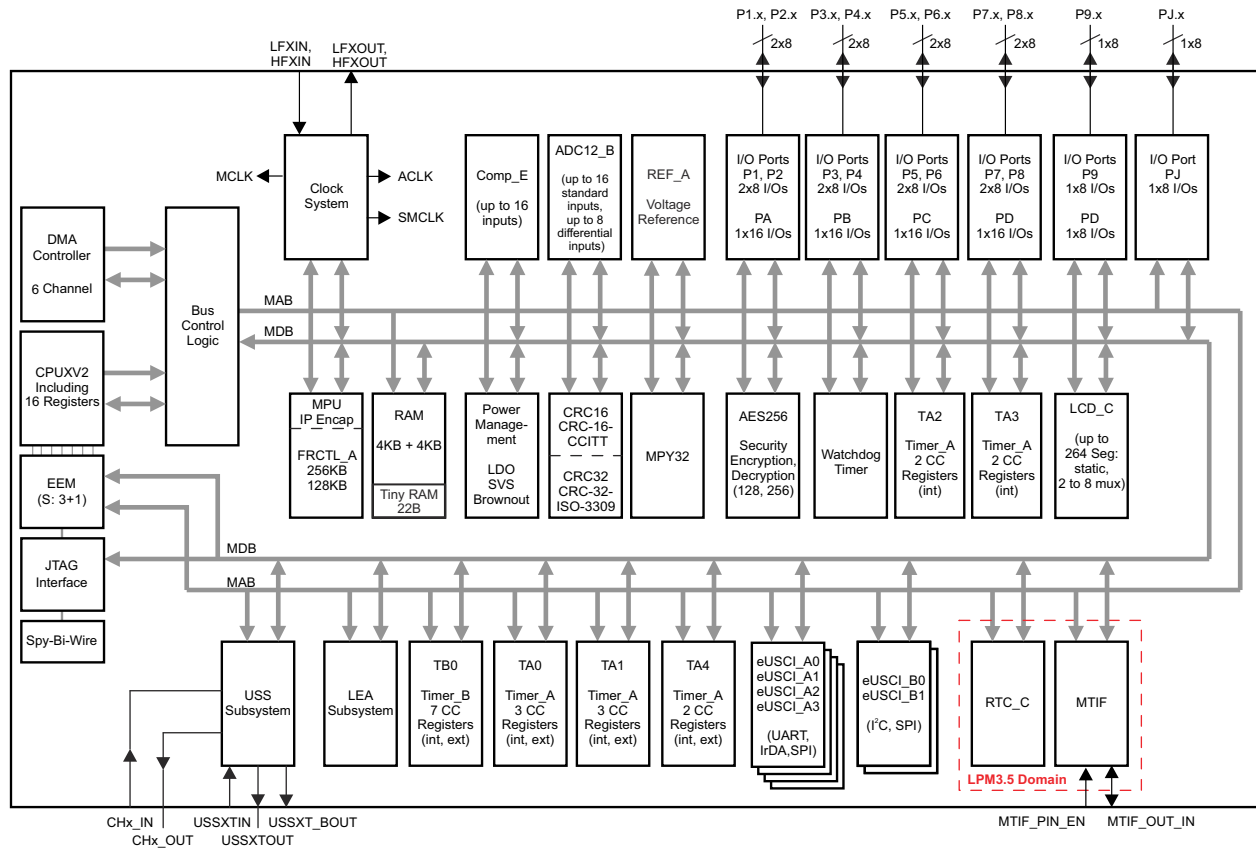 P1.x, P2.x
P3.x, P4.x
P5.x, P6.x
P7.x, P8.x
P9.x
PJ.x
2x8
2x8
2x8
2x8
1x8
1x8
LFXIN,
HFXIN
LFXOUT,
HFXOUT
MCLK
Clock
System
ACLK
SMCLK
Comp_E
(up to 16
inputs)
ADC12_B
(up to 16
standard
inputs,
up to 8
differential
inputs)
REF_A
Voltage
Reference
I/O Ports
P1, P2
2x8 I/Os
PA
1x16 I/Os
I/O Ports
P3, P4
2x8 I/Os
PB
1x16 I/Os
I/O Ports
P5, P6
2x8 I/Os
PC
1x16 I/Os
I/O Ports
P7, P8
2x8 I/Os
PD
1x16 I/Os
I/O Ports
P9
1x8 I/Os
PD
1x8 I/Os
I/O Port
PJ
1x8 I/Os
DMA
Controller
6 Channel
Bus
Control
Logic
MAB
MDB
CPUXV2
Including
16 Registers
MPU
IP Encap
FRCTL_A
256KB
128KB
RAM
4KB + 4KB
Tiny RAM
22B
Power
Manage-
ment
LDO
SVS
Brownout
CRC16
CRC-16-
CCITT
CRC32
CRC-32-
ISO-3309
MPY32
AES256
Security
Encryption,
Decryption
(128, 256)
Watchdog
Timer
TA2
Timer_A
2 CC
Registers
(int)
TA3
Timer_A
2 CC
Registers
(int)
LCD_C
(up to
264 Seg:
static,
2 to 8 mux)
EEM
(S: 3+1)
MDB
JTAG
Interface
MAB
Spy-Bi-Wire
USS
Subsystem
LEA
Subsystem
TB0
Timer_B
7 CC
Registers
(int, ext)
TA0
Timer_A
3 CC
Registers
(int, ext)
TA1
Timer_A
3 CC
Registers
(int, ext)
TA4
Timer_A
2 CC
Registers
(int, ext)
eUSCI_A0
eUSCI_A1
eUSCI_A2
eUSCI_A3
(UART,
IrDA,SPI)
eUSCI_B0
eUSCI_B1
(I²C, SPI)
RTC_C
MTIF
LPM3.5 Domain
CHx_IN
CHx_OUT
USSXTIN
USSXTOUT
USSXT_BOUT
MTIF_PIN_EN
MTIF_OUT_IN